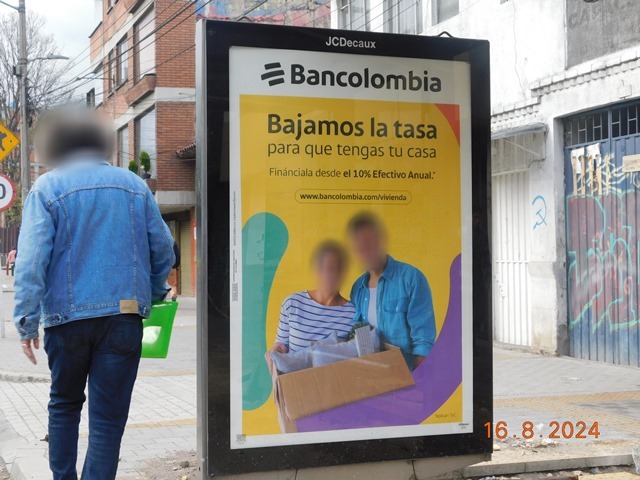 JCDecaux
Bancolombia
Bajamos la tasa
para que tengas tu casa
Finánciala desde el 10% Efectivo Anual.*
www.bancolombia.com/vivienda
16.8.2024